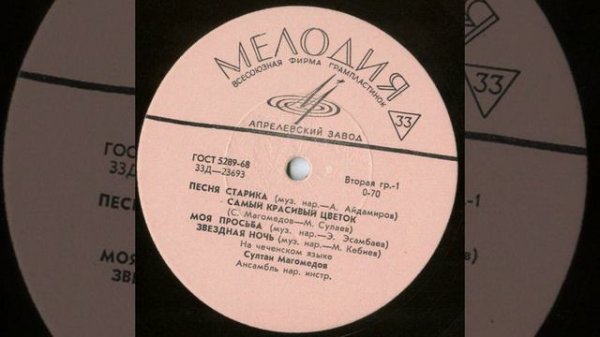 МЕЛОДИЯ
ВСЕСОЮЗНАЯ ФИРМА ГРАМПЛАСТИНОК
33
АПРЕЛЕВСКИЙ ЗАВОД
ГОСТ 5289-68
33Д—23693
Вторая гр.-1
0-70
ПЕСНЯ СТАРИКА (муз. нар.—А. Айдамиров)
САМЫЙ КРАСИВЫЙ ЦВЕТОК
(С. Магомедов—М. Сулаев)
МОЯ ПРОСЬБА (муз. нар.—Э. Эсамбаев)
ЗВЕЗДНАЯ НОЧЬ (муз. нар.—М. Кебиев)
На чеченском языке
Султан Магомедов
Ансамбль нар. инстр.